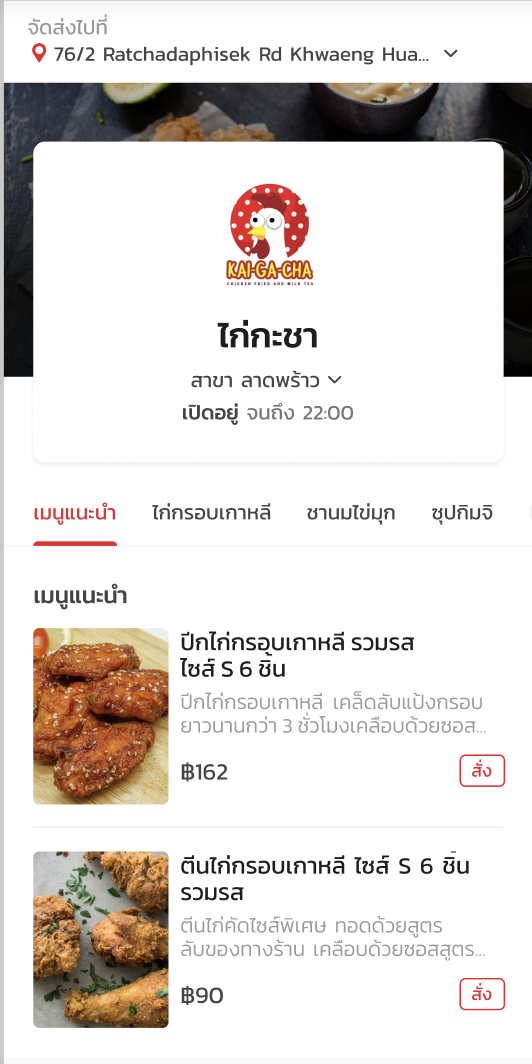 จัดส่งไปที่
76/2 Ratchadaphisek Rd Khwaeng Hua...
KAI-GA-CHA
CHICKEN FRIED AND MILK TEA
ไก่กะชา
สาขา ลาดพร้าว
เปิดอยู่ จนถึง 22:00
เมนูแนะนำ ไก่กรอบเกาหลี ชานมไข่มุก ซุปกิมจิ
เมนูแนะนำ
ปีกไก่กรอบเกาหลี รวมรส
ไซส์ S 6 ชิ้น
ปีกไก่กรอบเกาหลี เคล็ดลับแป้งกรอบ
ยาวนานกว่า 3 ชั่วโมงเคลือบด้วยซอส...
฿162 สั่ง
ตีนไก่กรอบเกาหลี ไซส์ S 6 ชิ้น
รวมรส
ตีนไก่คัดไซส์พิเศษ ทอดด้วยสูตร
ลับของทางร้าน เคลือบด้วยซอสสูตร...
฿90 สั่ง